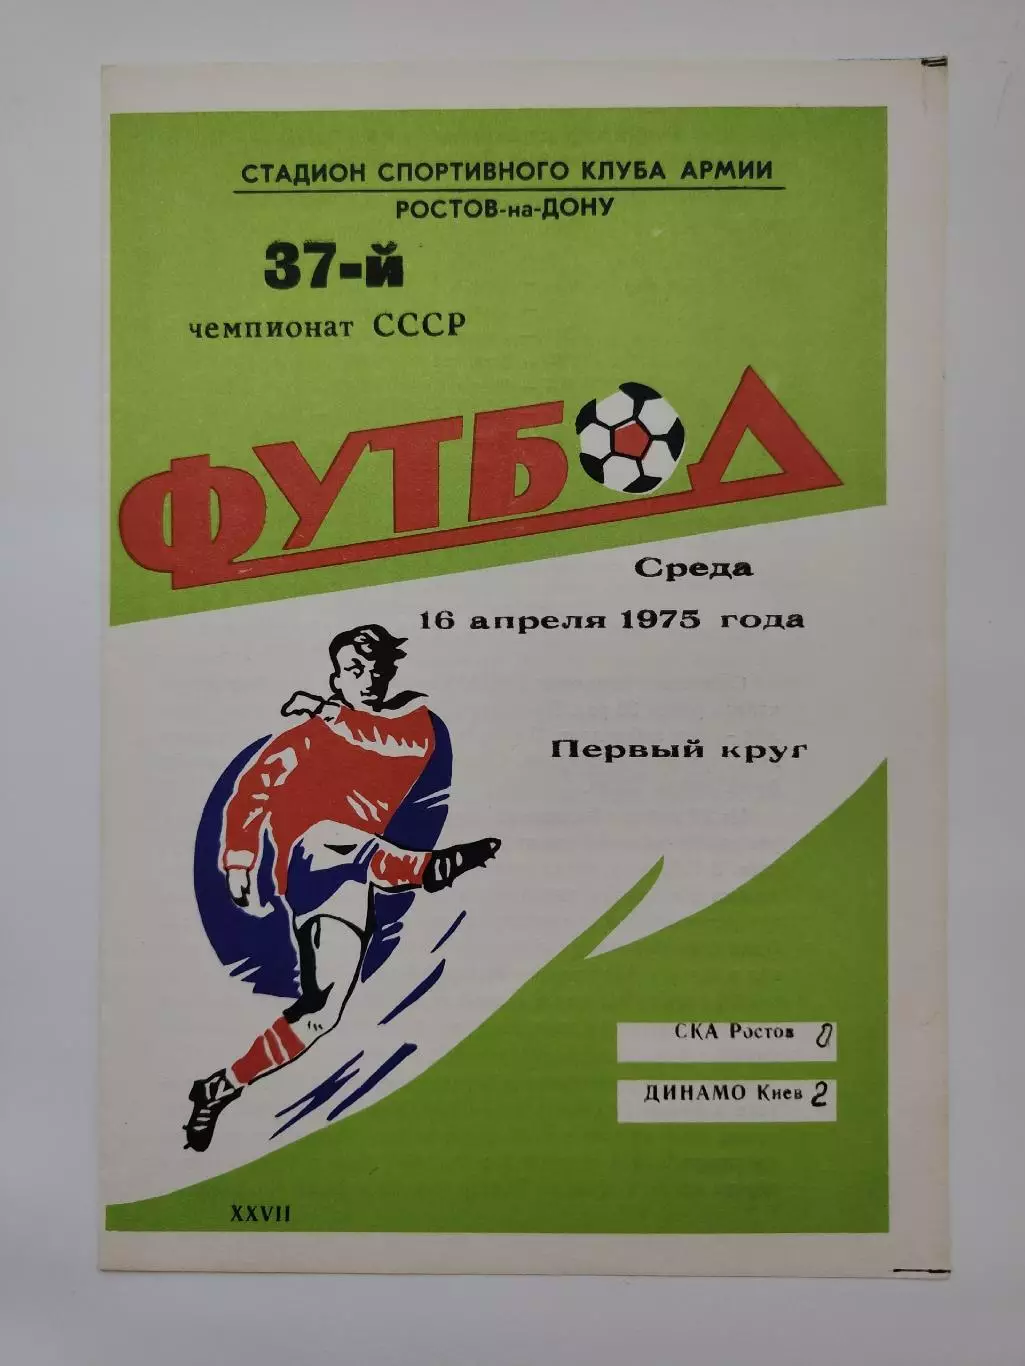 СТАДИОН СПОРТИВНОГО КЛУБА АРМИИ
РОСТОВ-на-ДОНУ
37-й
чемпионат СССР
ФУТБОЛ
Среда
16 апреля 1975 года
Первый круг
СКА Ростов 0
ДИНАМО Киев 2
XXVII